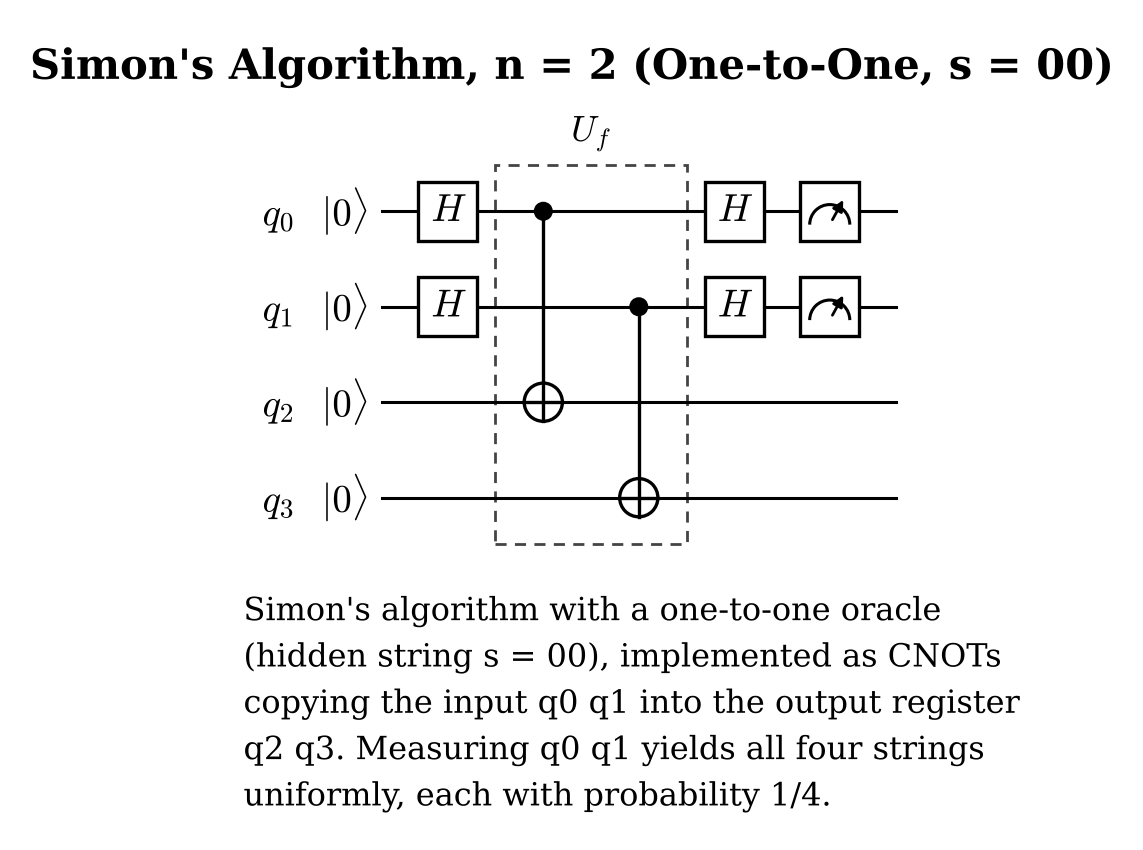 Simon's Algorithm, n = 2 (One-to-One, s = 00)
U_f
q_0 |0⟩ H H
q_1 |0⟩ H H
q_2 |0⟩
q_3 |0⟩
Simon's algorithm with a one-to-one oracle
(hidden string s = 00), implemented as CNOTs
copying the input q0 q1 into the output register
q2 q3. Measuring q0 q1 yields all four strings
uniformly, each with probability 1/4.